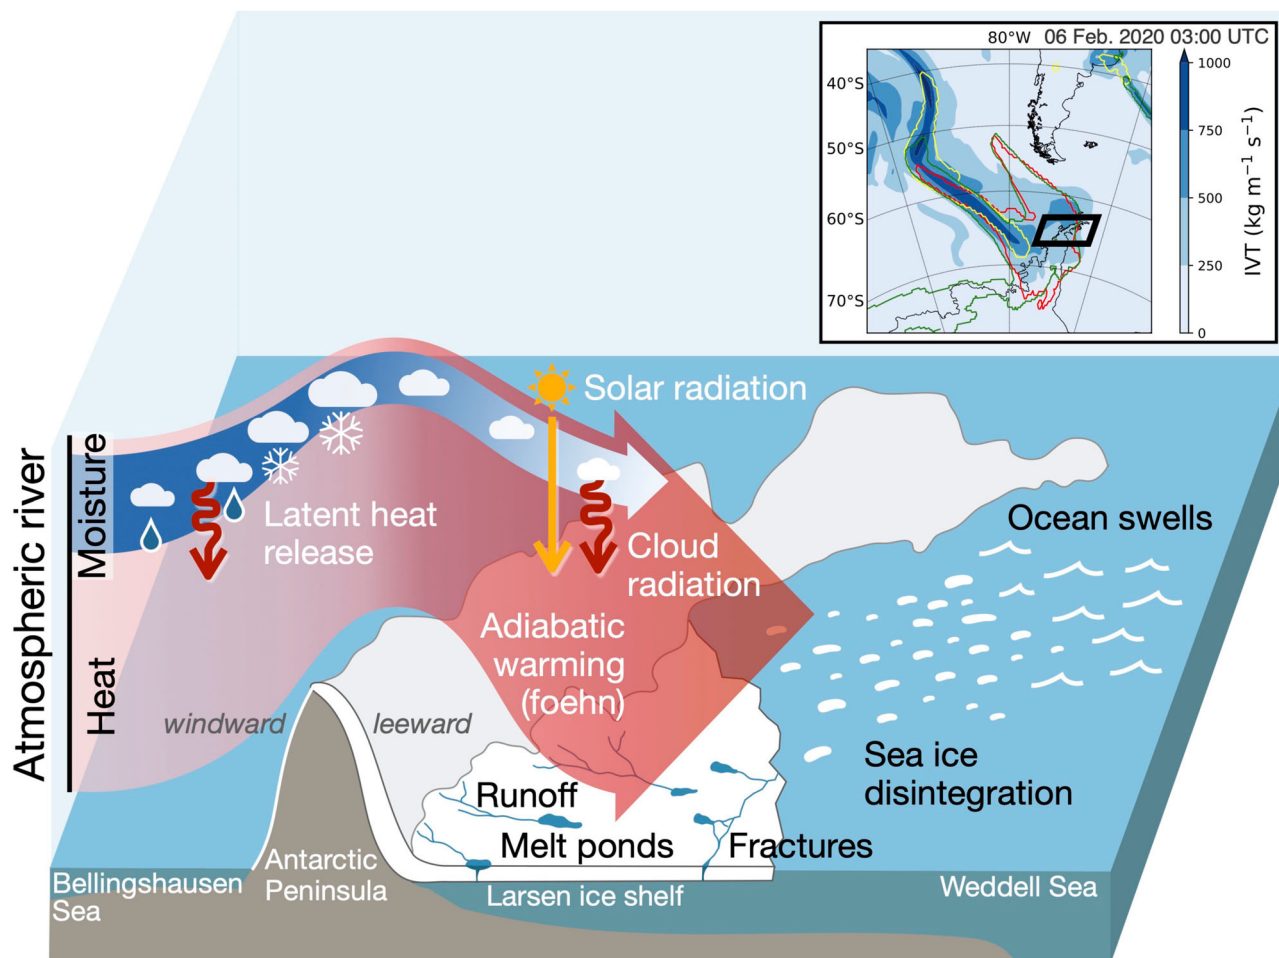 80°W 06 Feb. 2020 03:00 UTC
40°S
50°S
60°S
70°S
1000
750
500
250
0
IVT (kg m⁻¹ s⁻¹)
Atmospheric river
Moisture
Heat
Solar radiation
Latent heat
release
Cloud
radiation
Adiabatic
warming
(foehn)
windward
leeward
Ocean swells
Sea ice
disintegration
Runoff
Melt ponds
Fractures
Antarctic
Peninsula
Bellingshausen
Sea
Larsen ice shelf
Weddell Sea